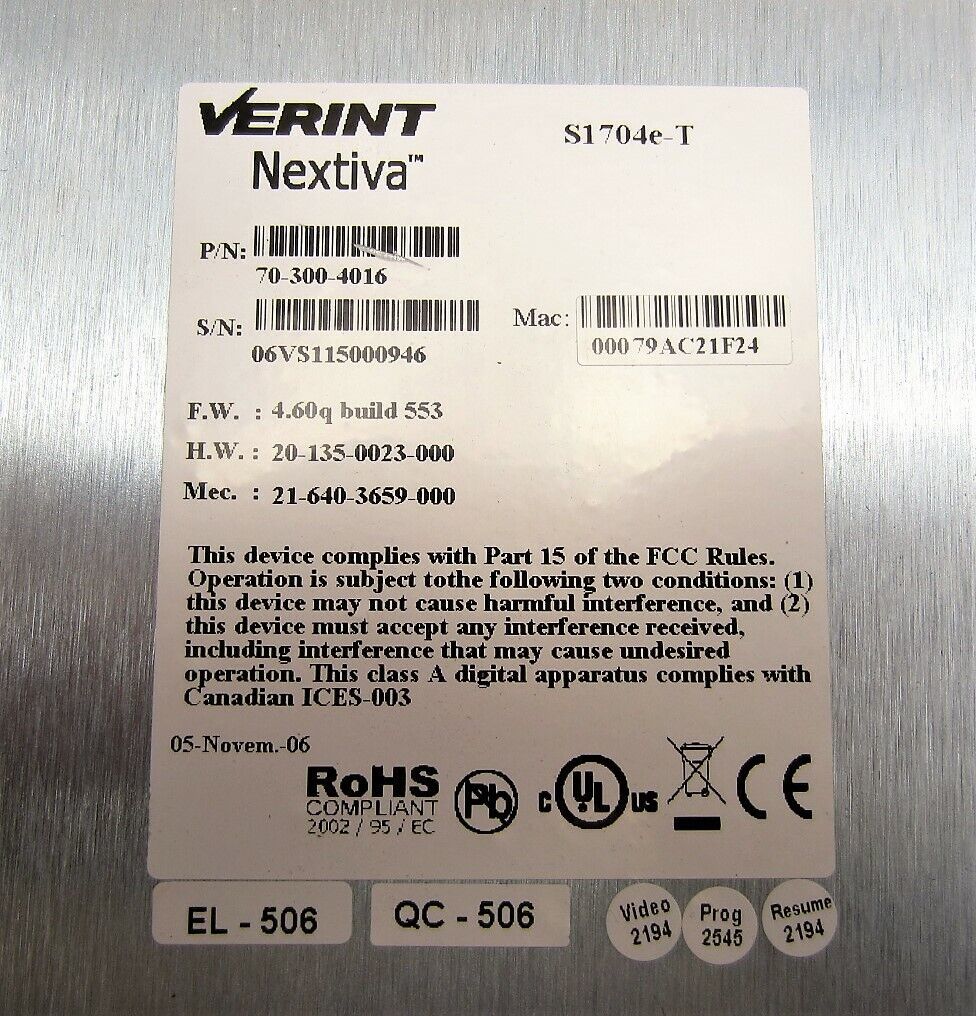 VERINT
Nextiva™
S1704e-T
P/N:
70-300-4016
S/N:
06VS115000946
Mac:
00079AC21F24
F.W. : 4.60q build 553
H.W. : 20-135-0023-000
Mec. : 21-640-3659-000
This device complies with Part 15 of the FCC Rules.
Operation is subject tothe following two conditions: (1)
this device may not cause harmful interference, and (2)
this device must accept any interference received,
including interference that may cause undesired
operation. This class A digital apparatus complies with
Canadian ICES-003
05-Novem.-06
RoHS
COMPLIANT
2002 / 95 / EC
Pb
c UL US
CE
EL - 506
QC - 506
Video
2194
Prog
2545
Resume
2194